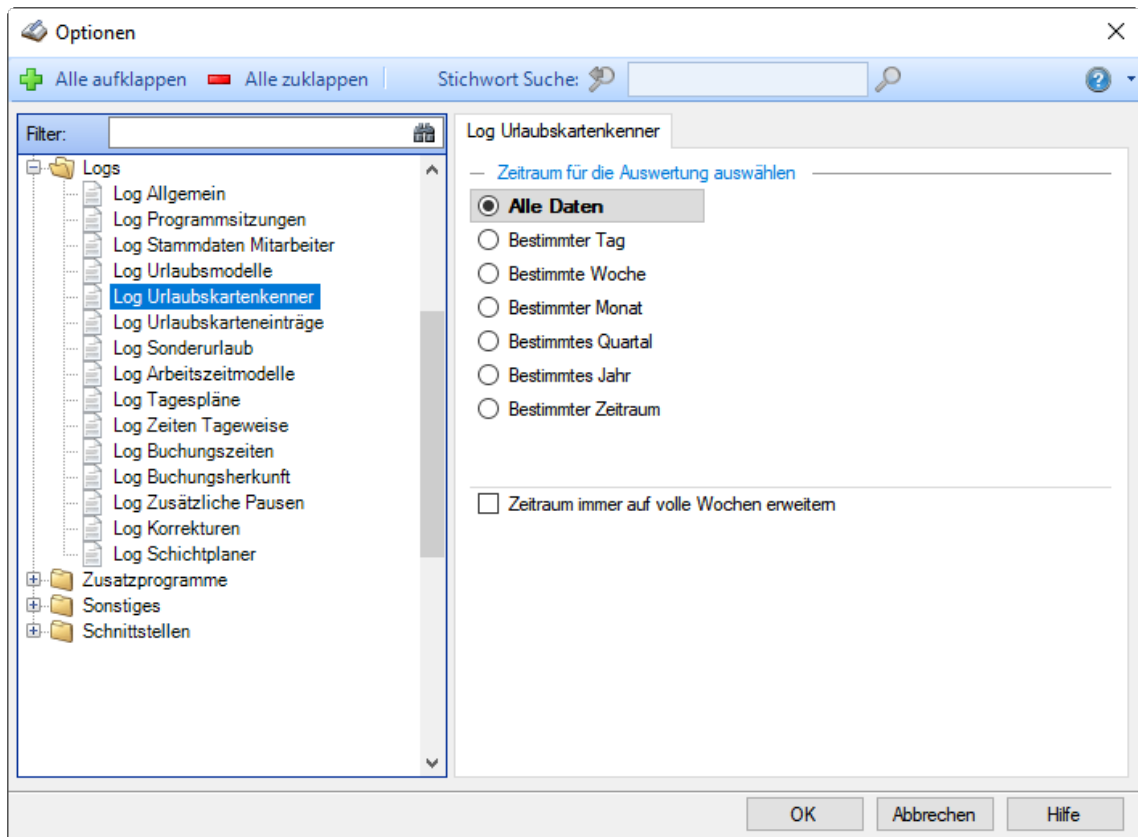 Optionen
Alle aufklappen Alle zuklappen Stichwort Suche:
Filter:
Logs
Log Allgemein
Log Programmsitzungen
Log Stammdaten Mitarbeiter
Log Urlaubsmodelle
Log Urlaubskartenkenner
Log Urlaubskarteneinträge
Log Sonderurlaub
Log Arbeitszeitmodelle
Log Tagespläne
Log Zeiten Tageweise
Log Buchungszeiten
Log Buchungsherkunft
Log Zusätzliche Pausen
Log Korrekturen
Log Schichtplaner
Zusatzprogramme
Sonstiges
Schnittstellen
Log Urlaubskartenkenner
Zeitraum für die Auswertung auswählen
Alle Daten
Bestimmter Tag
Bestimmte Woche
Bestimmter Monat
Bestimmtes Quartal
Bestimmtes Jahr
Bestimmter Zeitraum
Zeitraum immer auf volle Wochen erweitern
OK Abbrechen Hilfe